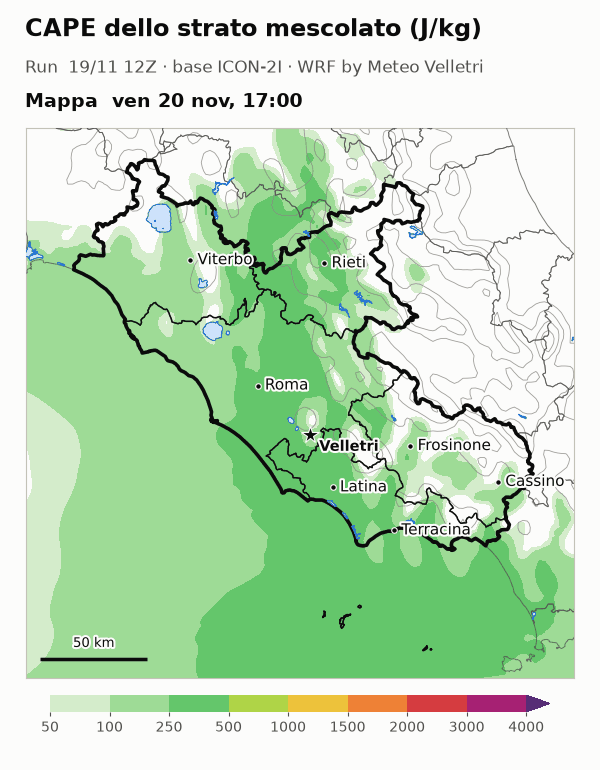 CAPE dello strato mescolato (J/kg)
Run  19/11 12Z · base ICON-2I · WRF by Meteo Velletri
Mappa  ven 20 nov, 17:00
Viterbo
Rieti
Roma
Velletri
Frosinone
Latina
Cassino
Terracina
50 km
50 100 250 500 1000 1500 2000 3000 4000